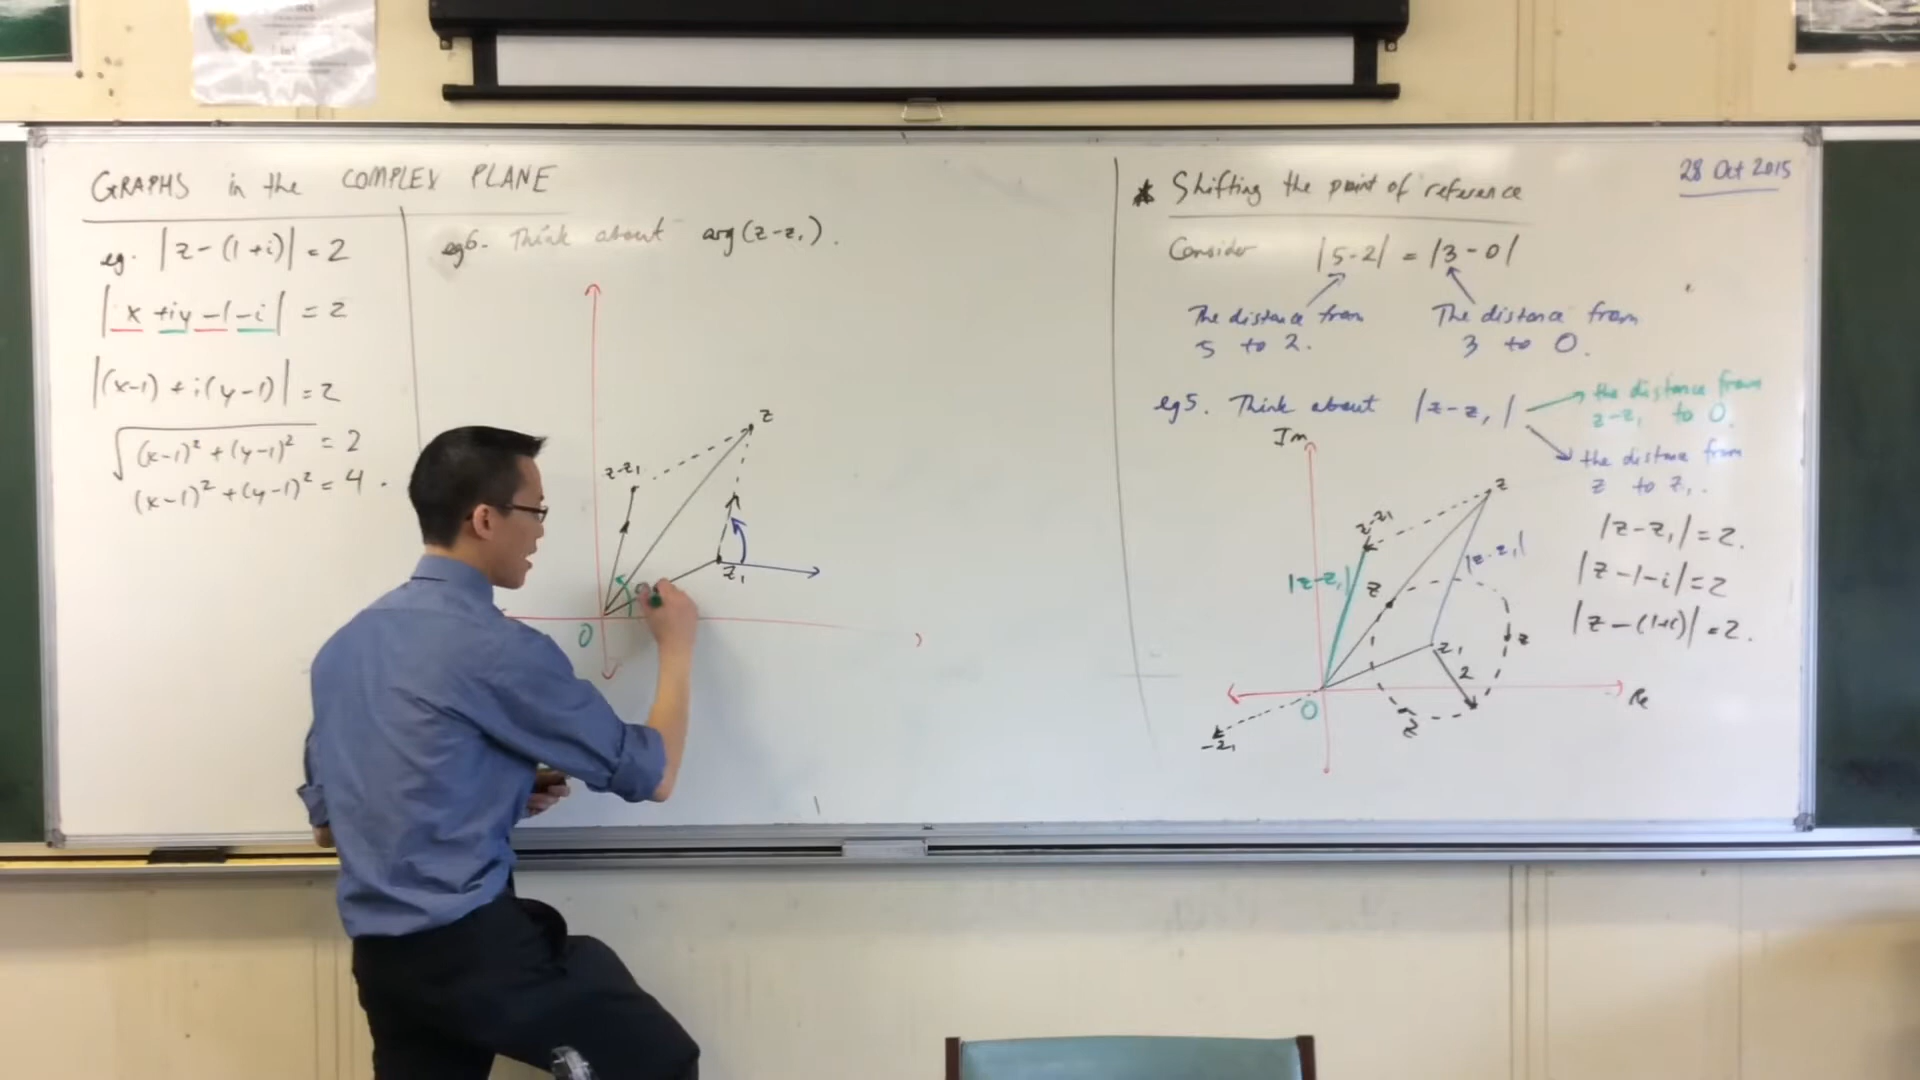 GRAPHS in the COMPLEX PLANE
eg. |z-(1+i)| = 2
|x+iy-1-i| = 2
|(x-1)+i(y-1)| = 2
√(x-1)²+(y-1)² = 2
(x-1)²+(y-1)² = 4.
eg6. Think about arg(z-z₁).
z
z-z₁
z₁
O
28 Oct 2015
* Shifting the point of reference
Consider |5-2| = |3-0|
The distance from
5 to 2.
The distance from
3 to 0.
eg5. Think about |z-z₁|
the distance from
z-z₁ to 0.
the distance from
z to z₁.
|z-z₁| = 2.
|z-1-i| = 2
|z-(1+i)| = 2.
Im
z
z-z₁
|z-z₁|
|z-z₁|
z
z
z₁
2
Re
O
z
-z₁